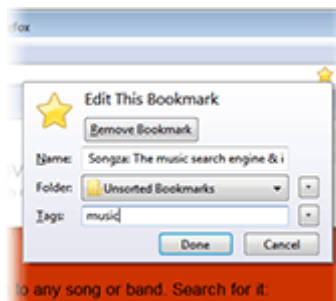 fox
Edit This Bookmark
Remove Bookmark
Name: Songza: The music search engine & i
Folder: Unsorted Bookmarks
Tags: music
Done Cancel
to any song or band. Search for it: